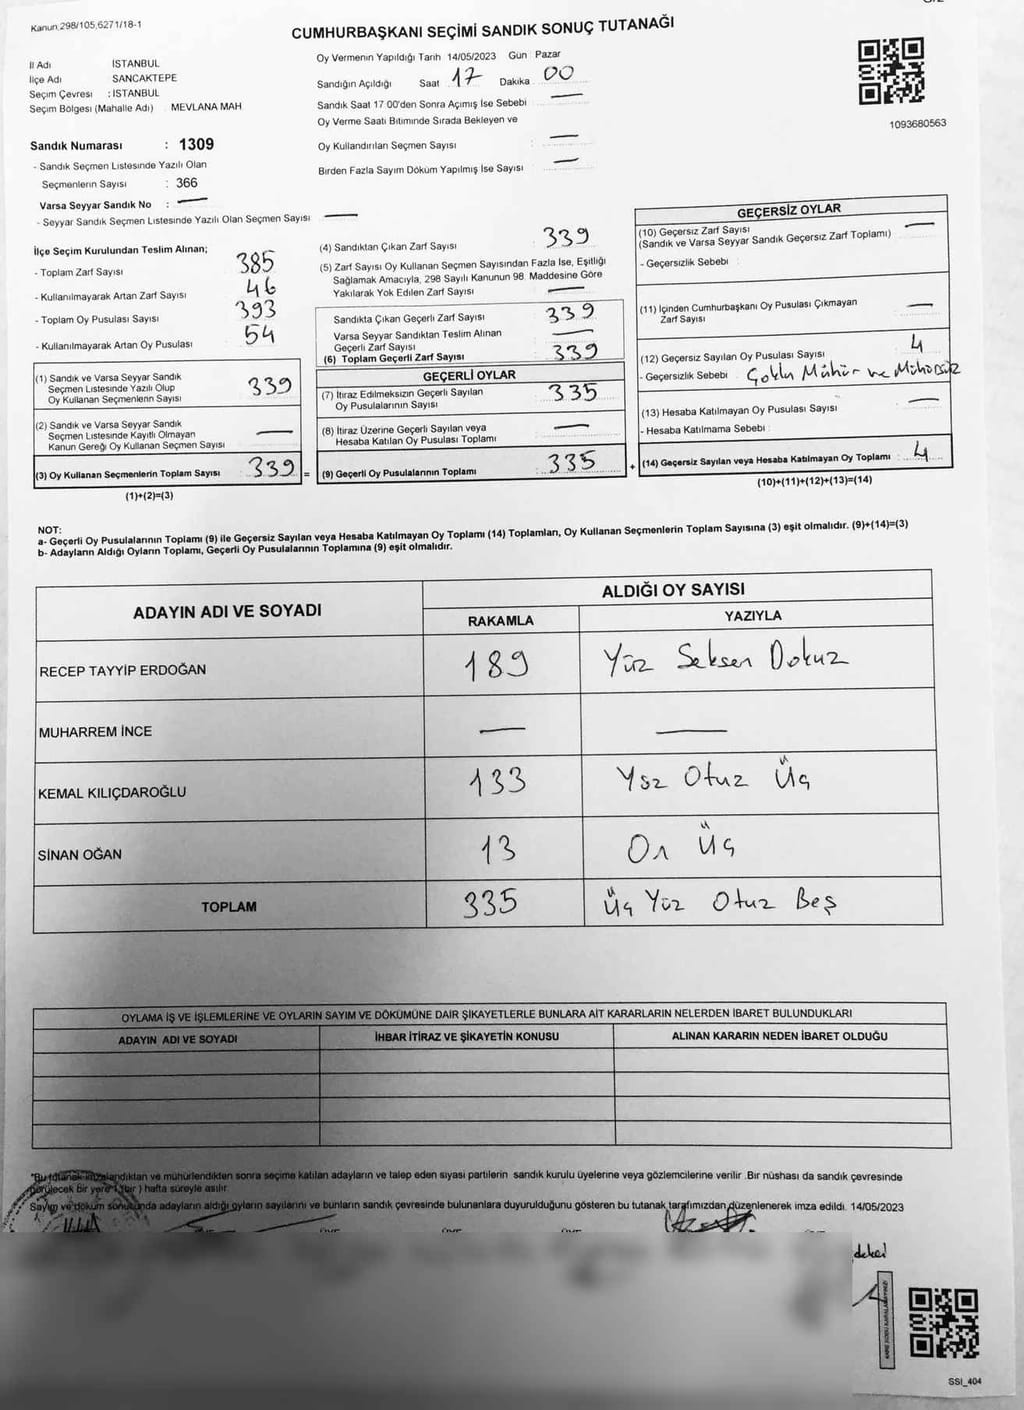 Kanun:298/105,6271/18-1
CUMHURBAŞKANI SEÇİMİ SANDIK SONUÇ TUTANAĞI
İl Adı İSTANBUL
İlçe Adı SANCAKTEPE
Seçim Çevresi : İSTANBUL
Seçim Bölgesi (Mahalle Adı) MEVLANA MAH
Sandık Numarası : 1309
- Sandık Seçmen Listesinde Yazılı Olan
Seçmenlerin Sayısı : 366
Varsa Seyyar Sandık No :
- Seyyar Sandık Seçmen Listesinde Yazılı Olan Seçmen Sayısı
Oy Vermenin Yapıldığı Tarih 14/05/2023 Gün Pazar
Sandığın Açıldığı Saat 17 Dakika 00
Sandık Saat 17 00'den Sonra Açımış İse Sebebi
Oy Verme Saati Bitiminde Sırada Bekleyen ve
Oy Kullandırılan Seçmen Sayısı
Birden Fazla Sayım Döküm Yapılmış İse Sayısı
1093680563
İlçe Seçim Kurulundan Teslim Alınan;
- Toplam Zarf Sayısı 385
- Kullanılmayarak Artan Zarf Sayısı 46
- Toplam Oy Pusulası Sayısı 393
- Kullanılmayarak Artan Oy Pusulası 54
(1) Sandık ve Varsa Seyyar Sandık
Seçmen Listesinde Yazılı Olup
Oy Kullanan Seçmenlerin Sayısı 339
(2) Sandık ve Varsa Seyyar Sandık
Seçmen Listesinde Kayıtlı Olmayan
Kanun Gereği Oy Kullanan Seçmen Sayısı
(3) Oy Kullanan Seçmenlerin Toplam Sayısı 339 =
(1)+(2)=(3)
(4) Sandıktan Çıkan Zarf Sayısı 339
(5) Zarf Sayısı Oy Kullanan Seçmen Sayısından Fazla İse, Eşitliği
Sağlamak Amacıyla, 298 Sayılı Kanunun 98. Maddesine Göre
Yakılarak Yok Edilen Zarf Sayısı
Sandıkta Çıkan Geçerli Zarf Sayısı 339
Varsa Seyyar Sandıktan Teslim Alınan
Geçerli Zarf Sayısı
(6) Toplam Geçerli Zarf Sayısı 339
GEÇERLİ OYLAR
(7) İtiraz Edilmeksizin Geçerli Sayılan
Oy Pusulalarının Sayısı 335
(8) İtiraz Üzerine Geçerli Sayılan veya
Hesaba Katılan Oy Pusulası Toplamı
(9) Geçerli Oy Pusulalarının Toplamı 335 +
GEÇERSİZ OYLAR
(10) Geçersiz Zarf Sayısı
(Sandık ve Varsa Seyyar Sandık Geçersiz Zarf Toplamı)
- Geçersizlik Sebebi
(11) İçinden Cumhurbaşkanı Oy Pusulası Çıkmayan
Zarf Sayısı
(12) Geçersiz Sayılan Oy Pusulası Sayısı 4
- Geçersizlik Sebebi Çoklu Mühür ve Mühürsüz
(13) Hesaba Katılmayan Oy Pusulası Sayısı
- Hesaba Katılmama Sebebi
(14) Geçersiz Sayılan veya Hesaba Katılmayan Oy Toplamı 4
(10)+(11)+(12)+(13)=(14)
NOT:
a- Geçerli Oy Pusulalarının Toplamı (9) ile Geçersiz Sayılan veya Hesaba Katılmayan Oy Toplamı (14) Toplamları, Oy Kullanan Seçmenlerin Toplam Sayısına (3) eşit olmalıdır. (9)+(14)=(3)
b- Adayların Aldığı Oyların Toplamı, Geçerli Oy Pusulalarının Toplamına (9) eşit olmalıdır.
ADAYIN ADI VE SOYADI ALDIĞI OY SAYISI
RAKAMLA YAZIYLA
RECEP TAYYİP ERDOĞAN 189 Yüz Seksen Dokuz
MUHARREM İNCE
KEMAL KILIÇDAROĞLU 133 Yüz Otuz Üç
SİNAN OĞAN 13 On Üç
TOPLAM 335 Üç Yüz Otuz Beş
OYLAMA İŞ VE İŞLEMLERİNE VE OYLARIN SAYIM VE DÖKÜMÜNE DAİR ŞİKAYETLERLE BUNLARA AİT KARARLARIN NELERDEN İBARET BULUNDUKLARI
ADAYIN ADI VE SOYADI İHBAR İTİRAZ VE ŞİKAYETİN KONUSU ALINAN KARARIN NEDEN İBARET OLDUĞU
"Bu tutanak imzalandıktan ve mühürlendikten sonra seçime katılan adayların ve talep eden siyasi partilerin sandık kurulu üyelerine veya gözlemcilerine verilir .Bir nüshası da sandık çevresinde
görülecek bir yere 1 (bir ) hafta süreyle asılır.
Sayım ve döküm sonucunda adayların aldığı oyların sayılarını ve bunların sandık çevresinde bulunanlara duyurulduğunu gösteren bu tutanak tarafımızdan düzenlenerek imza edildi. 14/05/2023
SSI_404